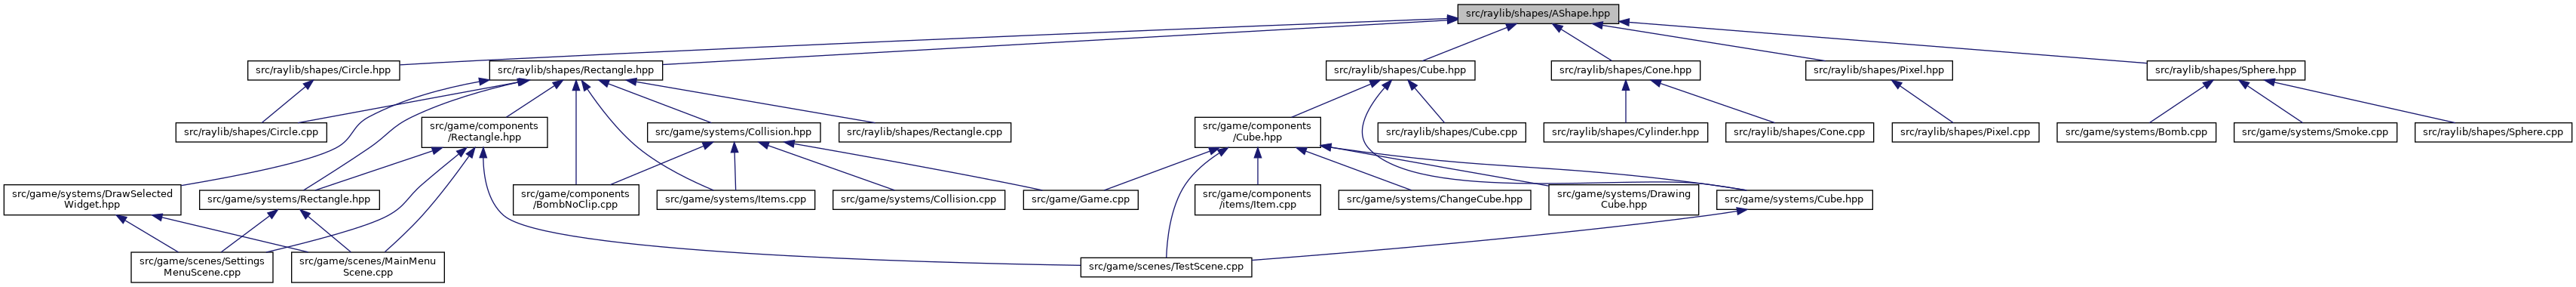 src/raylib/shapes/AShape.hpp
src/raylib/shapes/Circle.hpp
src/raylib/shapes/Rectangle.hpp
src/raylib/shapes/Cube.hpp
src/raylib/shapes/Cone.hpp
src/raylib/shapes/Pixel.hpp
src/raylib/shapes/Sphere.hpp
src/raylib/shapes/Circle.cpp
src/game/components
/Rectangle.hpp
src/game/systems/Collision.hpp
src/raylib/shapes/Rectangle.cpp
src/game/components
/Cube.hpp
src/raylib/shapes/Cube.cpp
src/raylib/shapes/Cylinder.hpp
src/raylib/shapes/Cone.cpp
src/raylib/shapes/Pixel.cpp
src/game/systems/Bomb.cpp
src/game/systems/Smoke.cpp
src/raylib/shapes/Sphere.cpp
src/game/systems/DrawSelected
Widget.hpp
src/game/systems/Rectangle.hpp
src/game/components
/BombNoClip.cpp
src/game/systems/Items.cpp
src/game/systems/Collision.cpp
src/game/Game.cpp
src/game/components
/items/Item.cpp
src/game/systems/ChangeCube.hpp
src/game/systems/Drawing
Cube.hpp
src/game/systems/Cube.hpp
src/game/scenes/Settings
MenuScene.cpp
src/game/scenes/MainMenu
Scene.cpp
src/game/scenes/TestScene.cpp